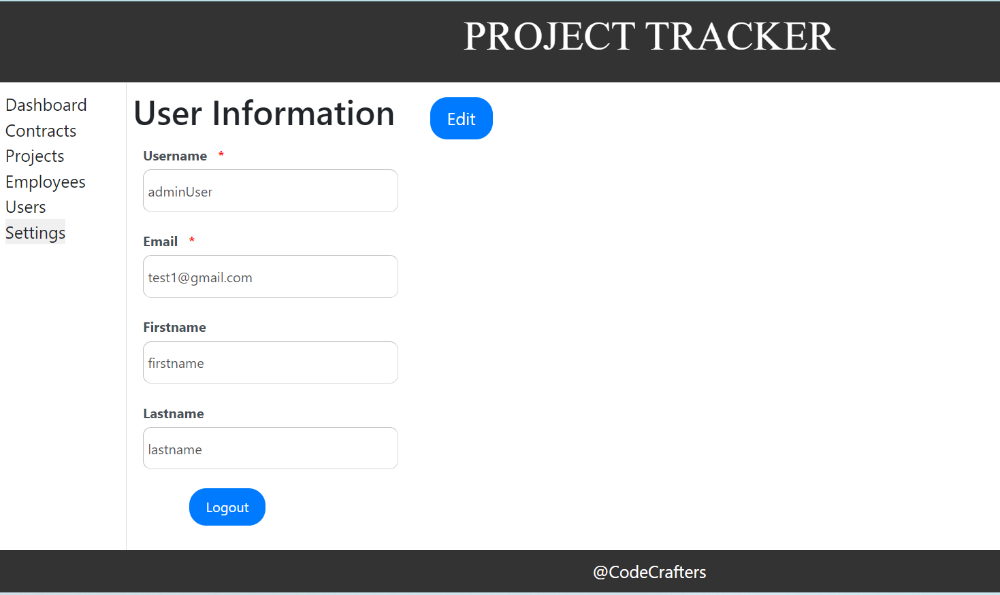 PROJECT TRACKER
Dashboard
Contracts
Projects
Employees
Users
Settings
User Information
Edit
Username *
adminUser
Email *
test1@gmail.com
Firstname
firstname
Lastname
lastname
Logout
@CodeCrafters